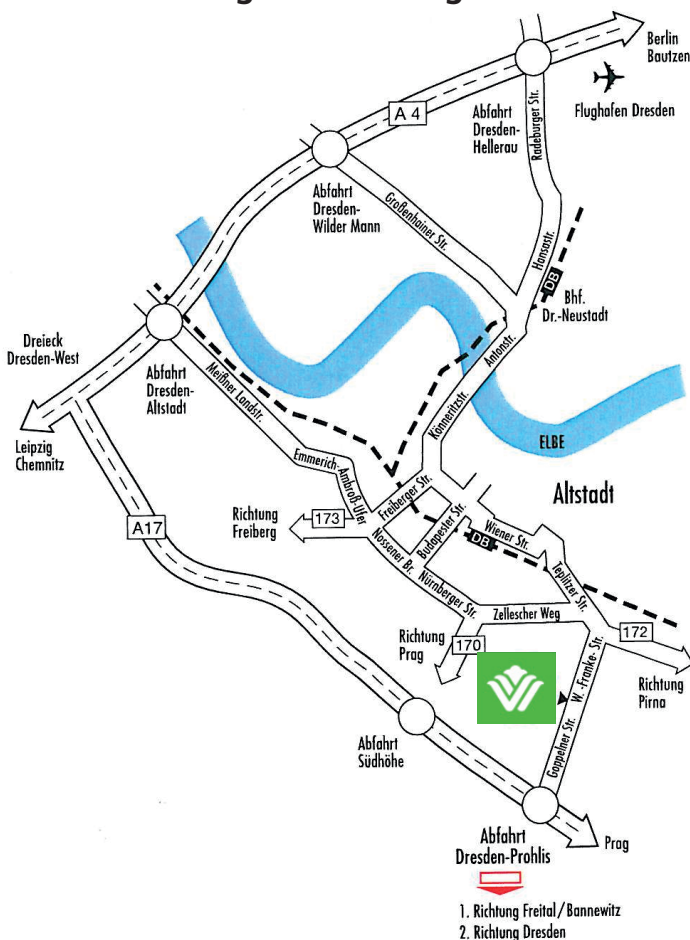 Berlin
Bautzen
Flughafen Dresden
A 4
Abfahrt
Dresden-
Hellerau
Radeburger Str.
Abfahrt
Dresden-
Wilder Mann
Großenhainer Str.
Hansastr.
DB
Bhf.
Dr.-Neustadt
Dreieck
Dresden-West
Abfahrt
Dresden-
Altstadt
Meißner Landstr.
Antonstr.
Könneritzstr.
Leipzig
Chemnitz
ELBE
Emmerich-
Ambroß-Ufer
Altstadt
Freiberger Str.
Richtung
Freiberg
173
A17
Budapester Str.
DB
Wiener Str.
Nossener Br.
Nürnberger Str.
Teplitzer Str.
Zellescher Weg
Richtung
Prag
170
172
Richtung
Pirna
W.-Franke-Str.
Goppelner Str.
Abfahrt
Südhöhe
Abfahrt
Dresden-Prohlis
Prag
1. Richtung Freital/Bannewitz
2. Richtung Dresden